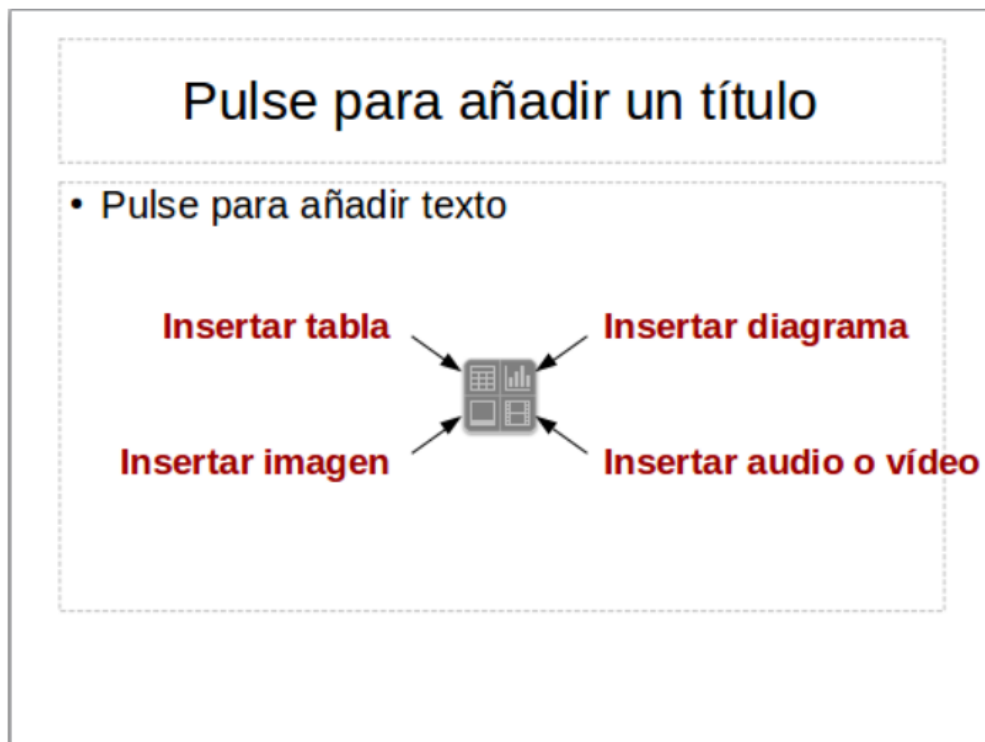 Pulse para añadir un título
• Pulse para añadir texto
Insertar tabla
Insertar diagrama
Insertar imagen
Insertar audio o vídeo